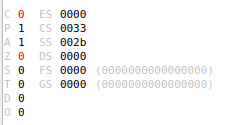 C 0 ES 0000
P 1 CS 0033
A 1 SS 002b
Z 0 DS 0000
S 0 FS 0000 (0000000000000000)
T 0 GS 0000 (0000000000000000)
D 0
O 0